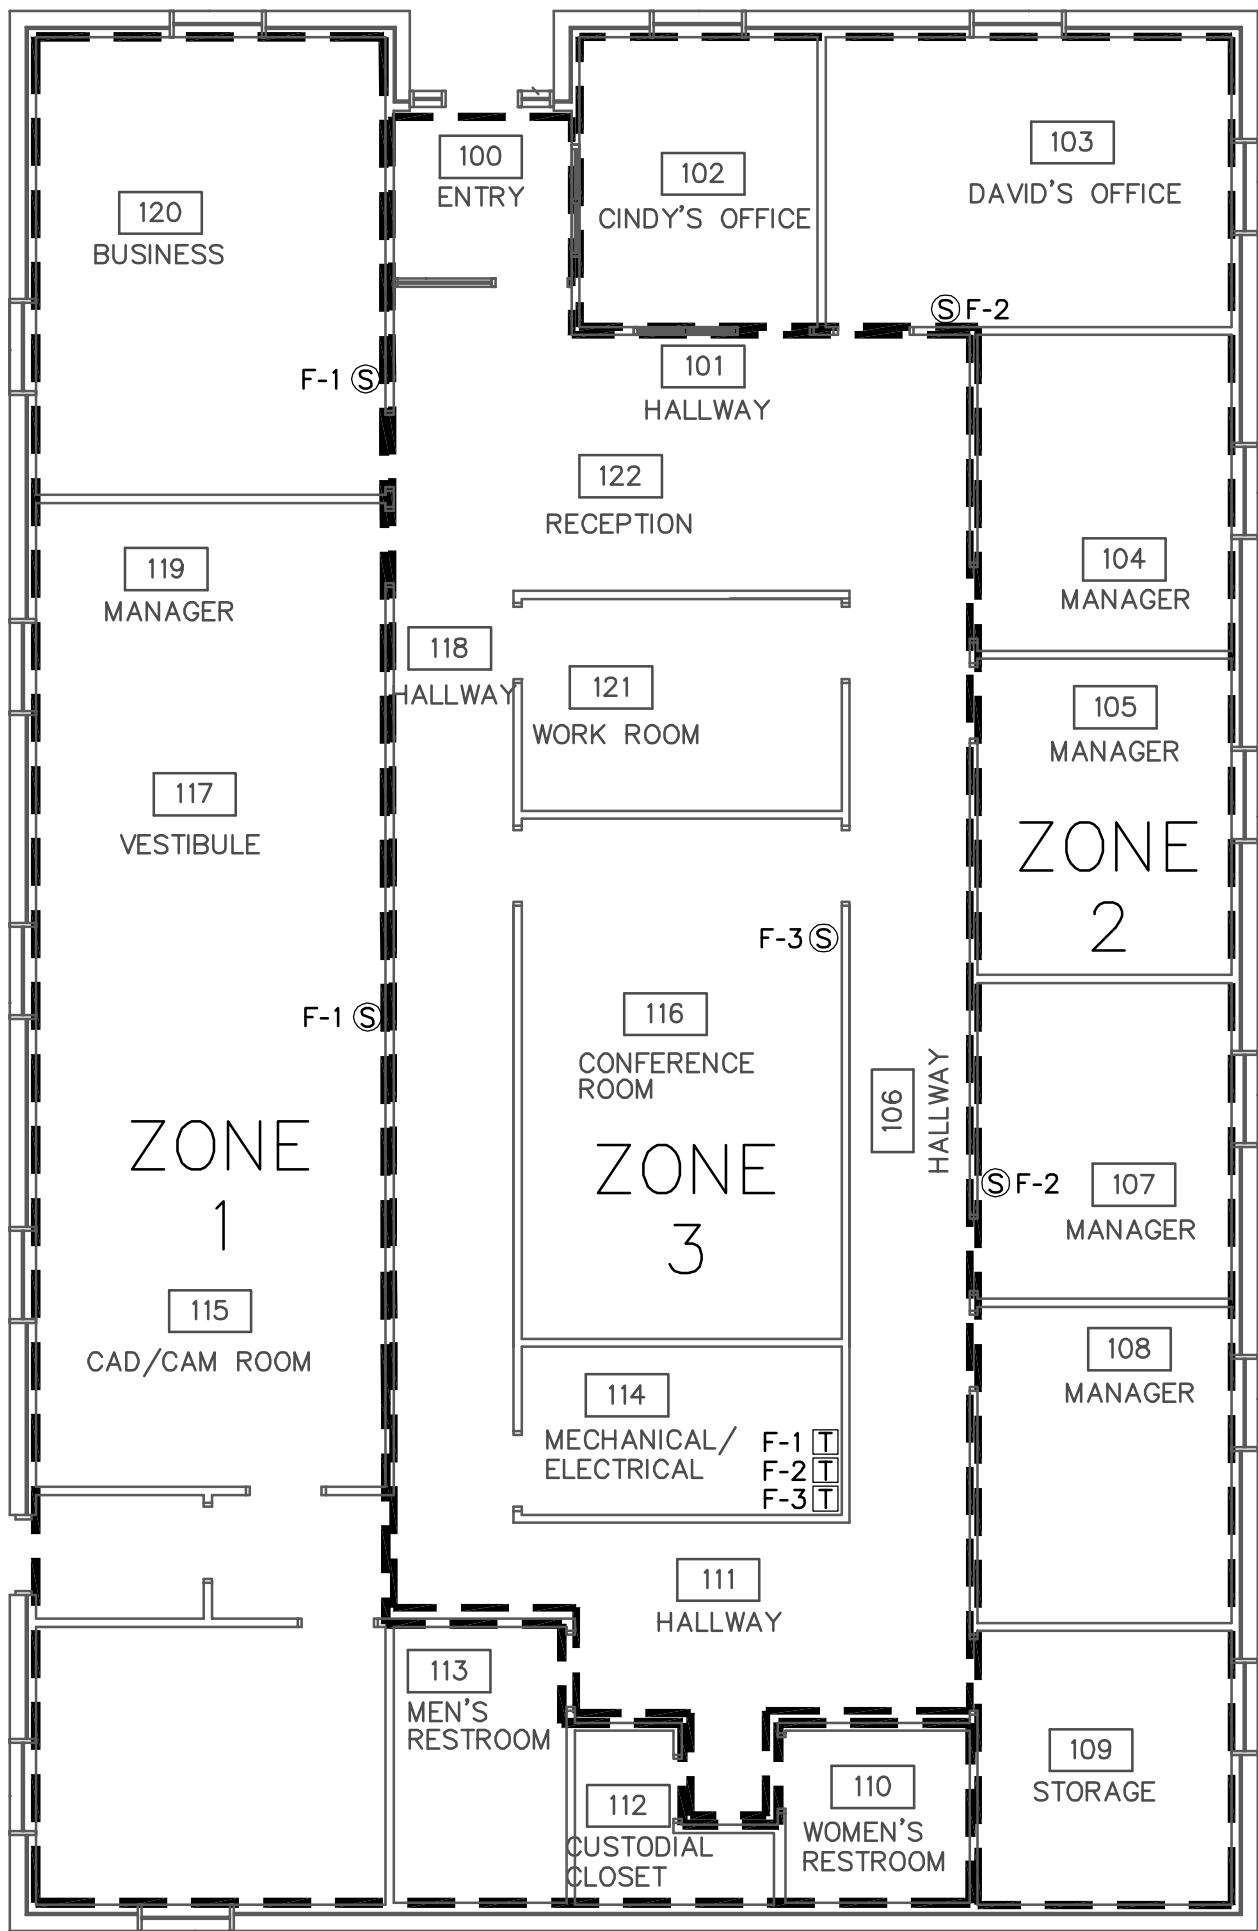 100
ENTRY
102
CINDY'S OFFICE
103
DAVID'S OFFICE
120
BUSINESS
S F-2
F-1 S
101
HALLWAY
122
RECEPTION
119
MANAGER
104
MANAGER
118
HALLWAY
121
WORK ROOM
105
MANAGER
117
VESTIBULE
ZONE
2
F-3 S
F-1 S
116
CONFERENCE
ROOM
106
HALLWAY
ZONE
1
ZONE
3
S F-2
107
MANAGER
115
CAD/CAM ROOM
108
MANAGER
114
MECHANICAL/
ELECTRICAL
F-1 T
F-2 T
F-3 T
111
HALLWAY
113
MEN'S
RESTROOM
109
STORAGE
112
CUSTODIAL
CLOSET
110
WOMEN'S
RESTROOM